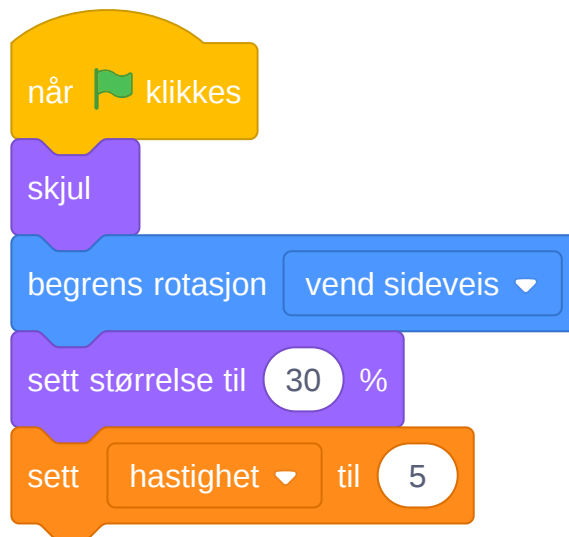 når klikkes
skjul
begrens rotasjon vend sideveis
sett størrelse til 30 %
sett hastighet til 5